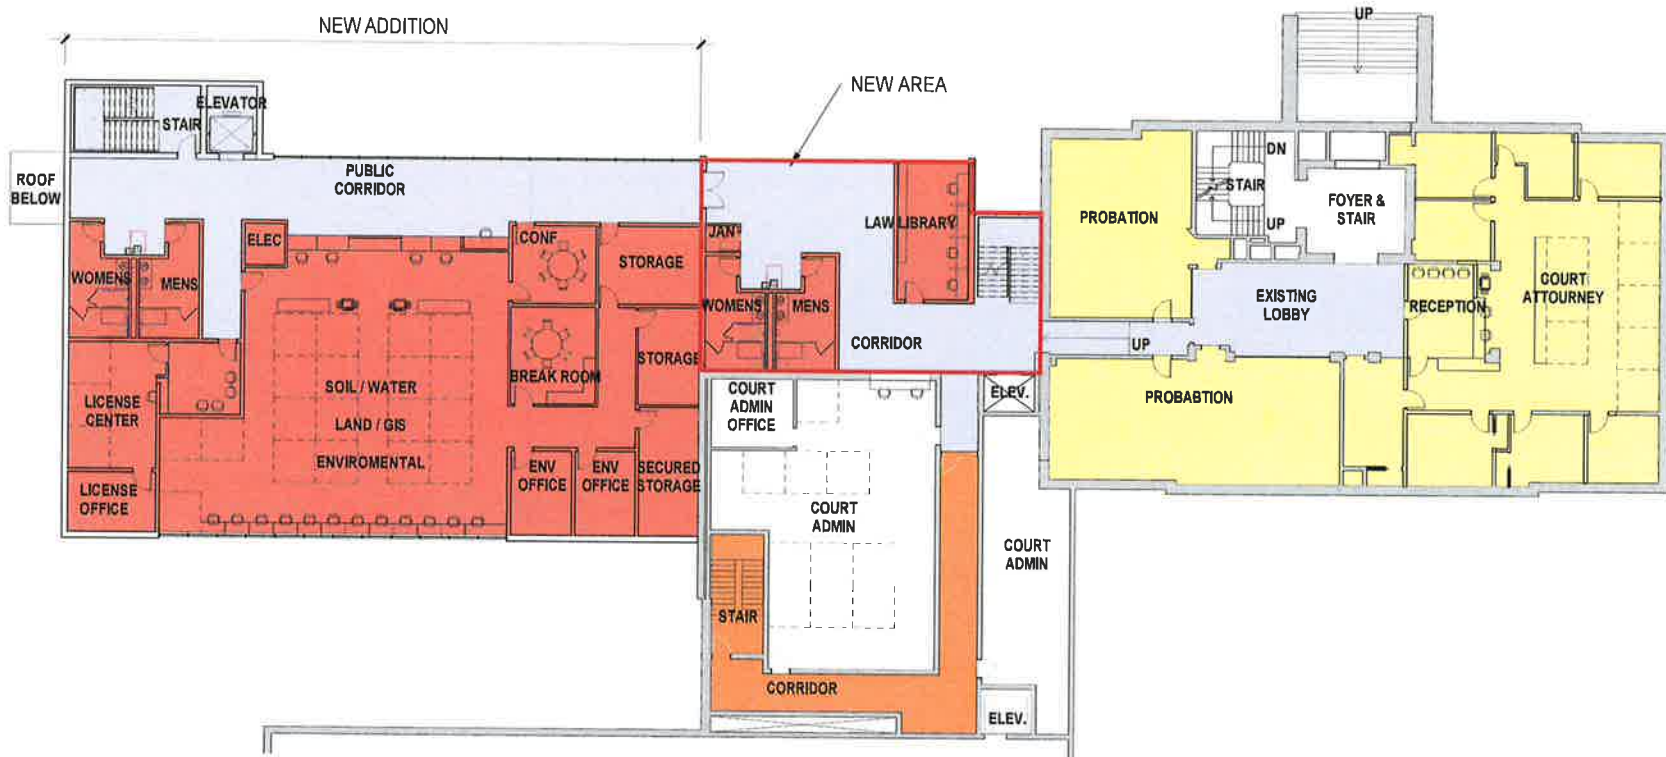 NEW ADDITION
NEW AREA
UP
ELEVATOR
STAIR
PUBLIC
CORRIDOR
ROOF
BELOW
ELEC
CONF
STORAGE
WOMENS
MENS
JAN
LAW LIBRARY
WOMENS
MENS
STORAGE
CORRIDOR
BREAK ROOM
SOIL / WATER
LAND / GIS
ENVIROMENTAL
LICENSE
CENTER
LICENSE
OFFICE
ENV
OFFICE
ENV
OFFICE
SECURED
STORAGE
COURT
ADMIN
OFFICE
COURT
ADMIN
STAIR
CORRIDOR
ELEV.
COURT
ADMIN
ELEV.
PROBATION
DN
STAIR
UP
FOYER &
STAIR
EXISTING
LOBBY
RECEPTION
COURT
ATTOURNEY
UP
PROBABTION